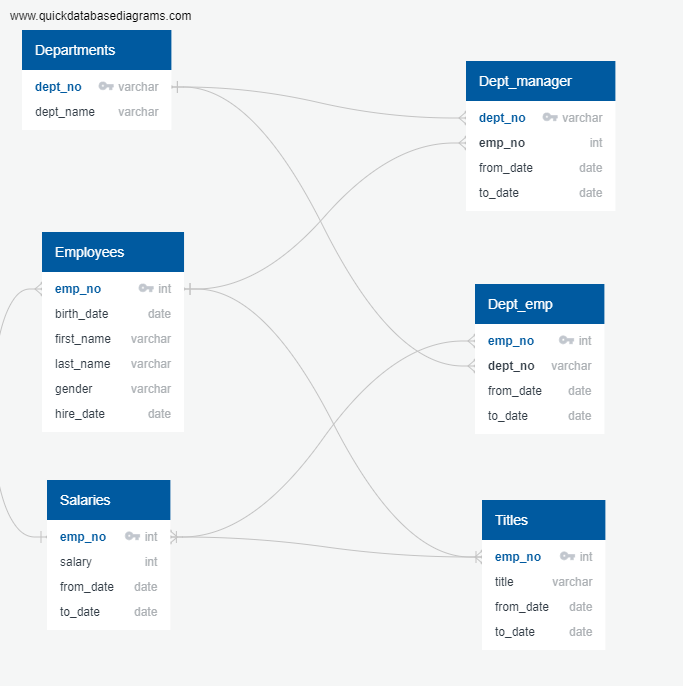 www.quickdatabasediagrams.com
Departments
dept_no varchar
dept_name varchar
Dept_manager
dept_no varchar
emp_no int
from_date date
to_date date
Employees
emp_no int
birth_date date
first_name varchar
last_name varchar
gender varchar
hire_date date
Dept_emp
emp_no int
dept_no varchar
from_date date
to_date date
Salaries
emp_no int
salary int
from_date date
to_date date
Titles
emp_no int
title varchar
from_date date
to_date date